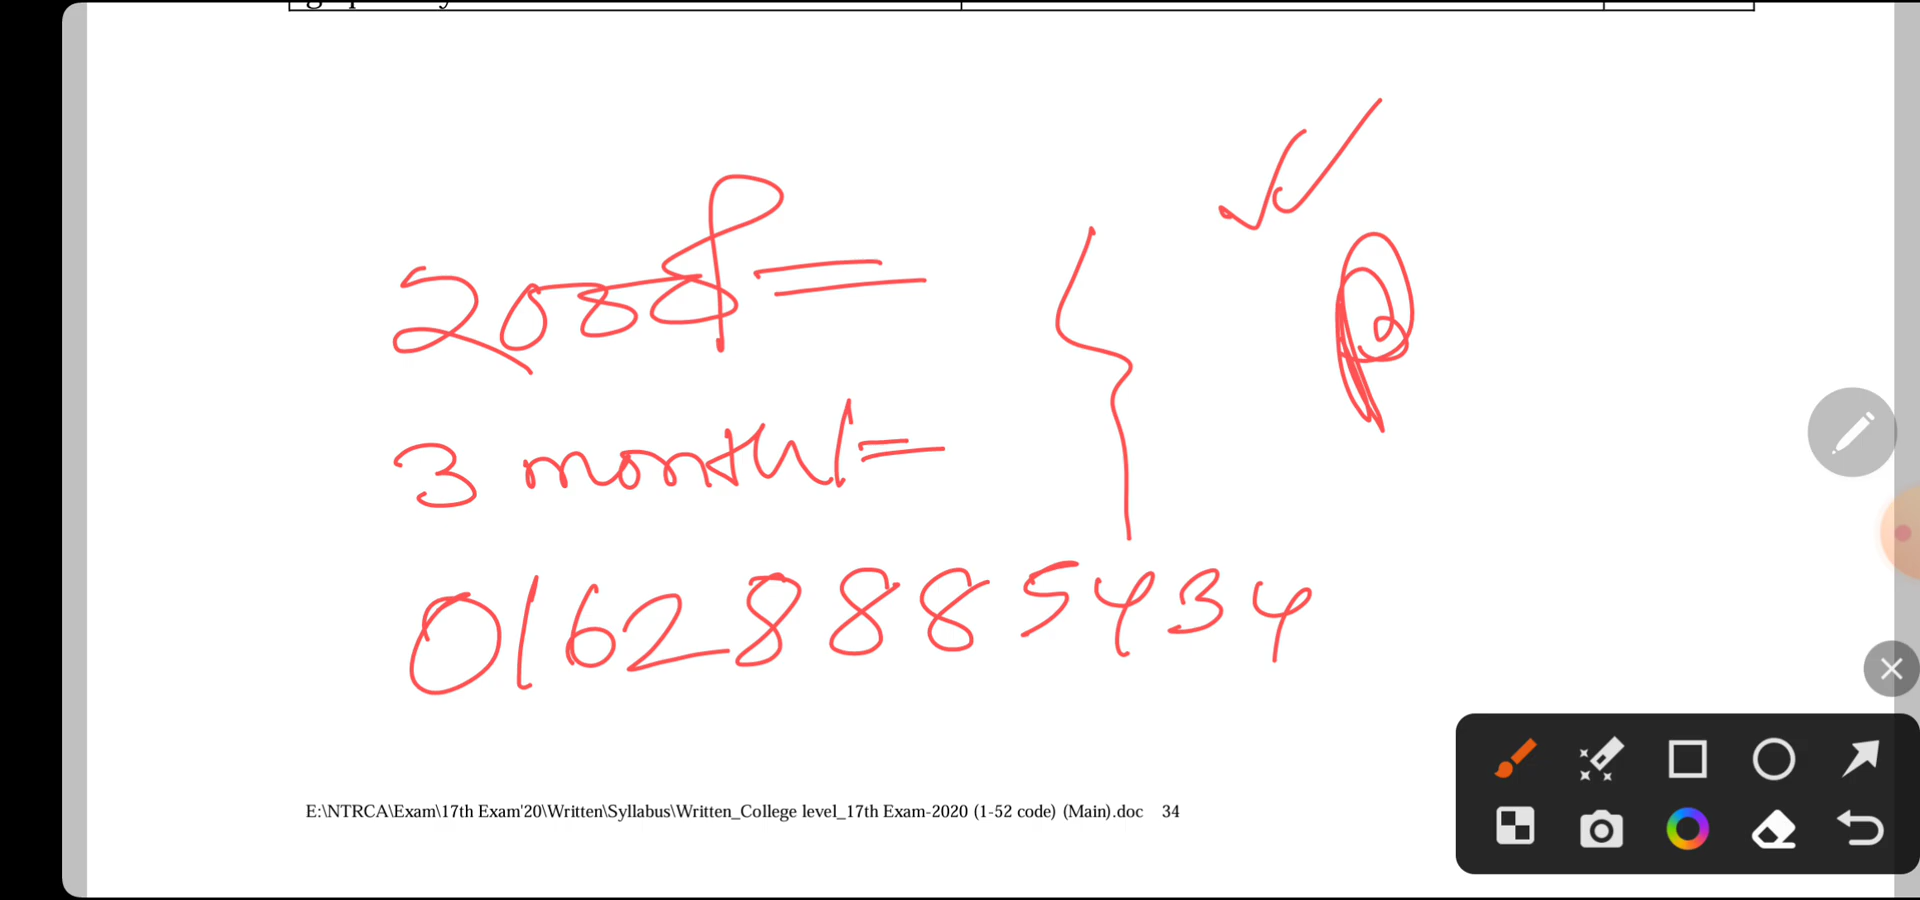 2000৳ =
3 month =
01628885434
E:\NTRCA\Exam\17th Exam'20\Written\Syllabus\Written_College level_17th Exam-2020 (1-52 code) (Main).doc 34